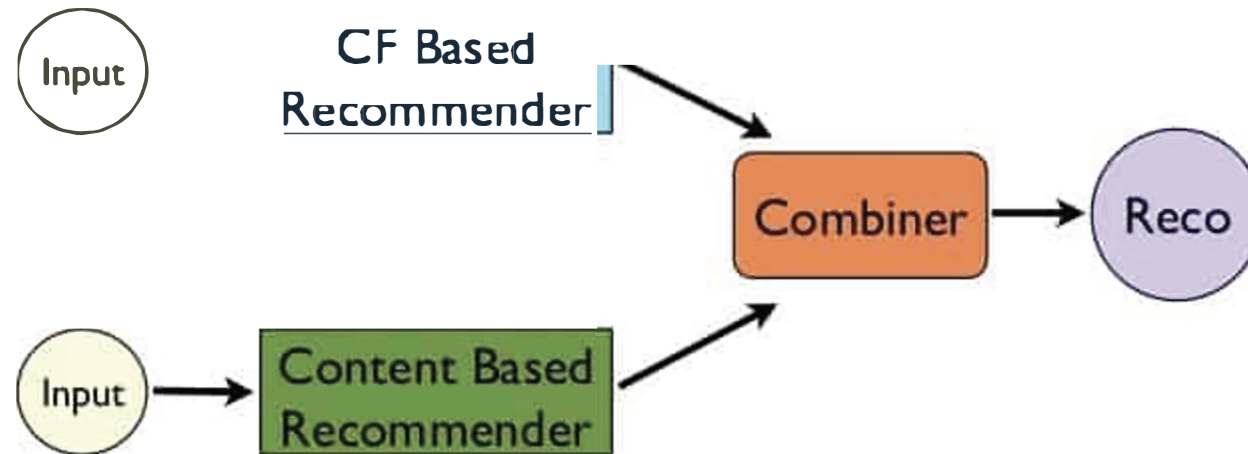 Input
CF Based
Recommender
Combiner
Reco
Input
Content Based
Recommender